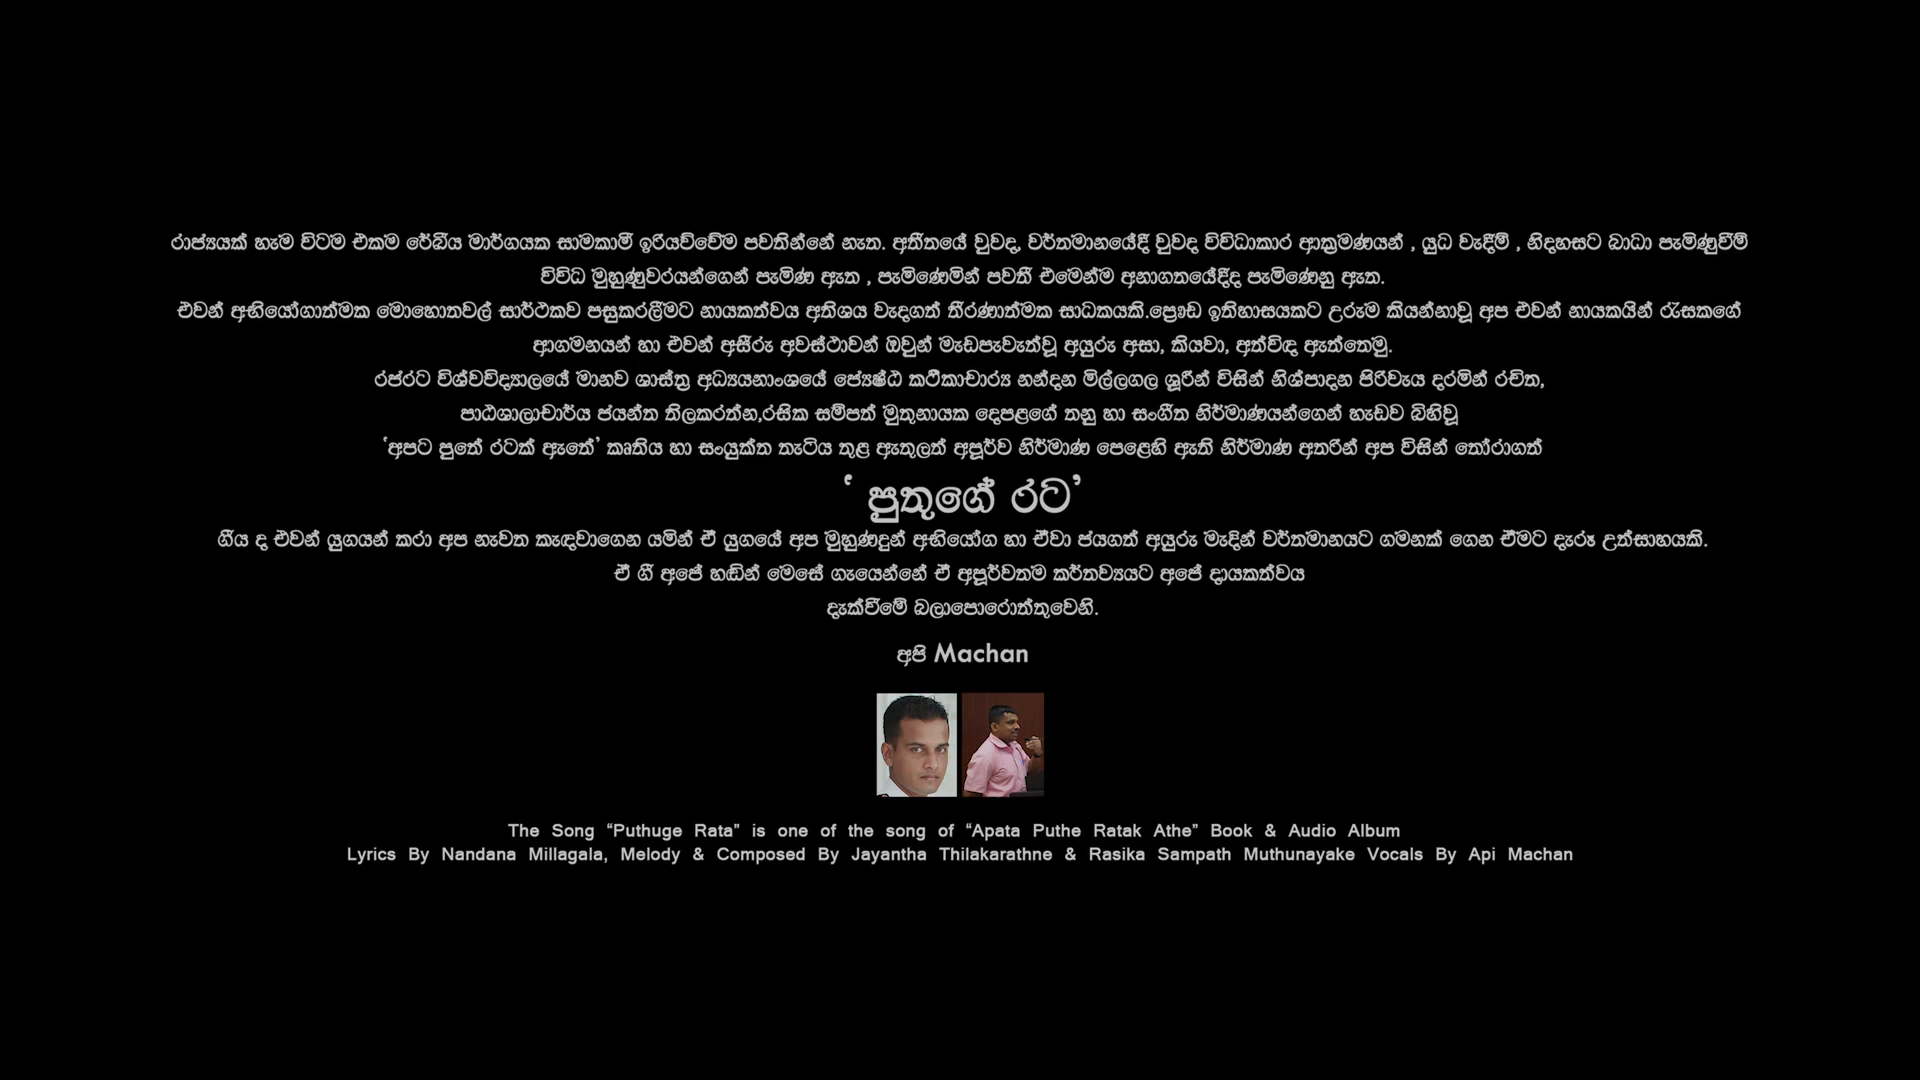 රාජ්‍යයක් හැම විටම එකම රේඛීය මාර්ගයක සාමකාමී ඉරියව්වේම පවතින්නේ නැත. අතීතයේ වුවද, වර්තමානයේදී වුවද විවිධාකාර ආක්‍රමණයන් , යුධ වැදීම් , නිදහසට බාධා පැමිණුවීම්
විවිධ මුහුණුවරයන්ගෙන් පැමිණ ඇත , පැමිණෙමින් පවතී එමෙන්ම අනාගතයේදීද පැමිණෙනු ඇත.
එවන් අභියෝගාත්මක මොහොතවල් සාර්ථකව පසුකරලීමට නායකත්වය අතිශය වැදගත් තීරණාත්මක සාධකයකි.ප්‍රෞඩ ඉතිහාසයකට උරුම කියන්නාවූ අප එවන් නායකයින් රැසකගේ
ආගමනයත් හා එවන් අසීරු අවස්ථාවන් ඔවුන් මැඩපැවැත්වූ අයුරු අසා, කියවා, අත්විඳ ඇත්තෙමු.
රජරට විශ්වවිද්‍යාලයේ මානව ශාස්ත්‍ර අධ්‍යයනාංශයේ ජ්‍යෙෂ්ඨ කථිකාචාර්‍ය නන්දන මිල්ලගල ශූරීන් විසින් නිශ්පාදන පිරිවැය දරමින් රචිත,
පාඨශාලාචාර්ය ජයන්ත තිලකරත්න,රසික සම්පත් මුතුනායක දෙපළගේ තනු හා සංගීත නිර්මාණයන්ගෙන් හැඩව බිහිවූ
‘අපට පුතේ රටක් ඇතේ’ කෘතිය හා සංයුක්ත තැටිය තුළ ඇතුලත් අපූර්ව නිර්මාණ පෙළෙහි ඇති නිර්මාණ අතරින් අප විසින් තෝරාගත්
‘ පුතුගේ රට’
ගීය ද එවන් යුගයන් කරා අප නැවත කැඳවාගෙන යමින් ඒ යුගයේ අප මුහුණදුන් අභියෝග හා ඒවා ජයගත් අයුරු මැදින් වර්තමානයට ගමනක් ගෙන ඒමට දැරූ උත්සාහයකි.
ඒ ගී අපේ හඬින් මෙසේ ගැයෙන්නේ ඒ අපූර්වතම කර්තව්‍යයට අපේ දායකත්වය
දැක්වීමේ බලාපොරොත්තුවෙනි.
අපි Machan
The Song “Puthuge Rata” is one of the song of “Apata Puthe Ratak Athe” Book & Audio Album
Lyrics By Nandana Millagala, Melody & Composed By Jayantha Thilakarathne & Rasika Sampath Muthunayake Vocals By Api Machan